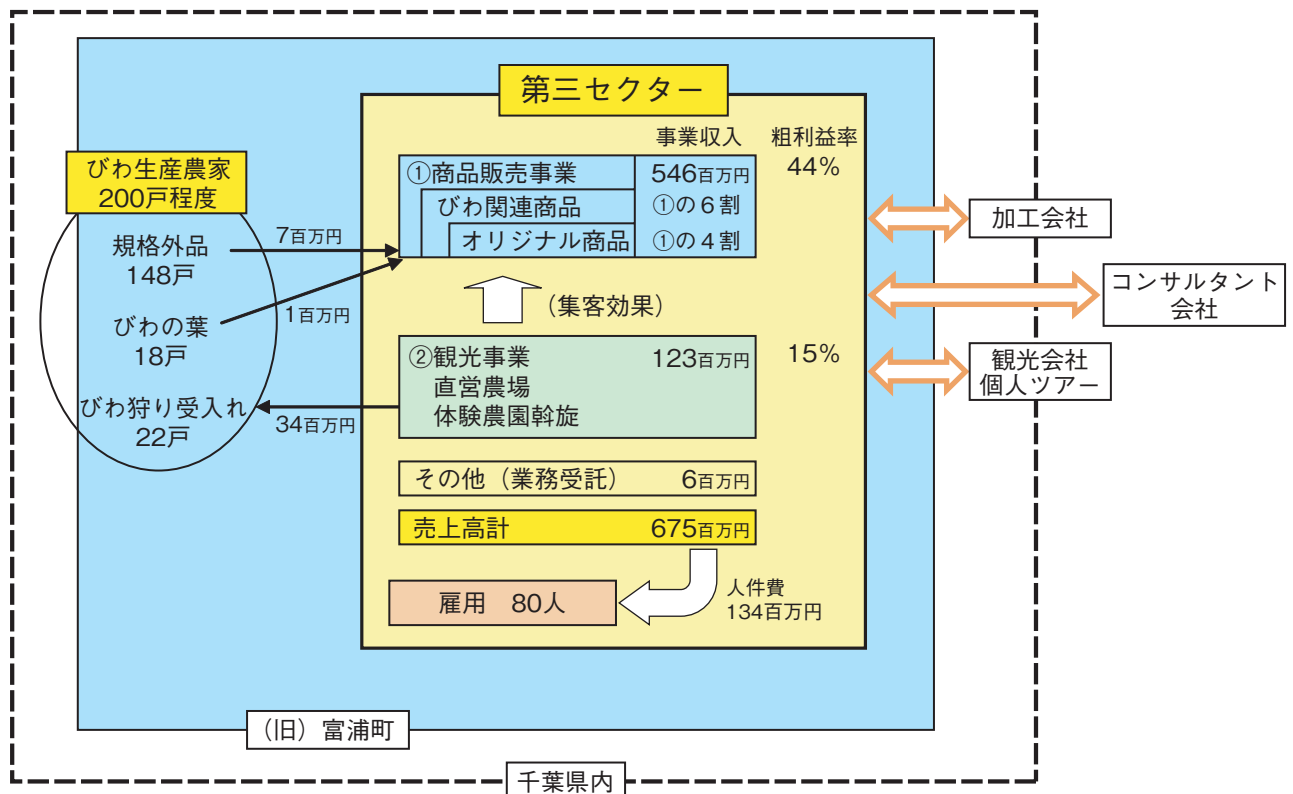 第三セクター
事業収入 粗利益率
①商品販売事業 546百万円 44%
びわ関連商品 ①の6割
オリジナル商品 ①の4割
びわ生産農家
200戸程度
規格外品
148戸
7百万円
びわの葉
18戸
1百万円
びわ狩り受入れ
22戸
34百万円
(集客効果)
②観光事業 123百万円 15%
直営農場
体験農園斡旋
その他(業務受託) 6百万円
売上高計 675百万円
雇用 80人
人件費
134百万円
加工会社
コンサルタント
会社
観光会社
個人ツアー
(旧)富浦町
千葉県内